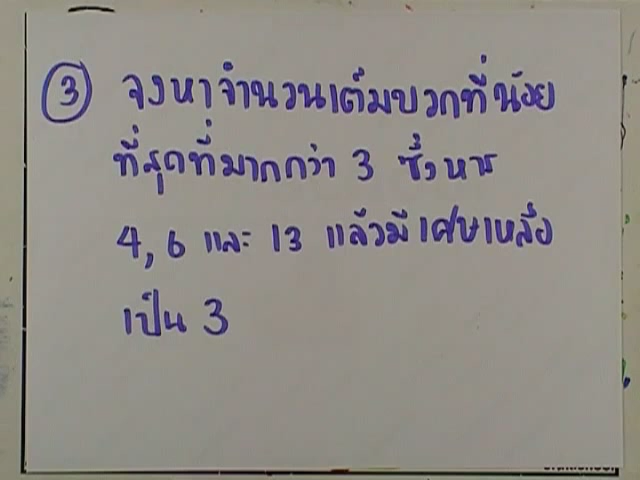 3 จงหาจำนวนเต็มบวกที่น้อย
ที่สุดที่มากกว่า 3 ซึ่งหาร
4, 6 และ 13 แล้วมีเศษเหลือ
เป็น 3